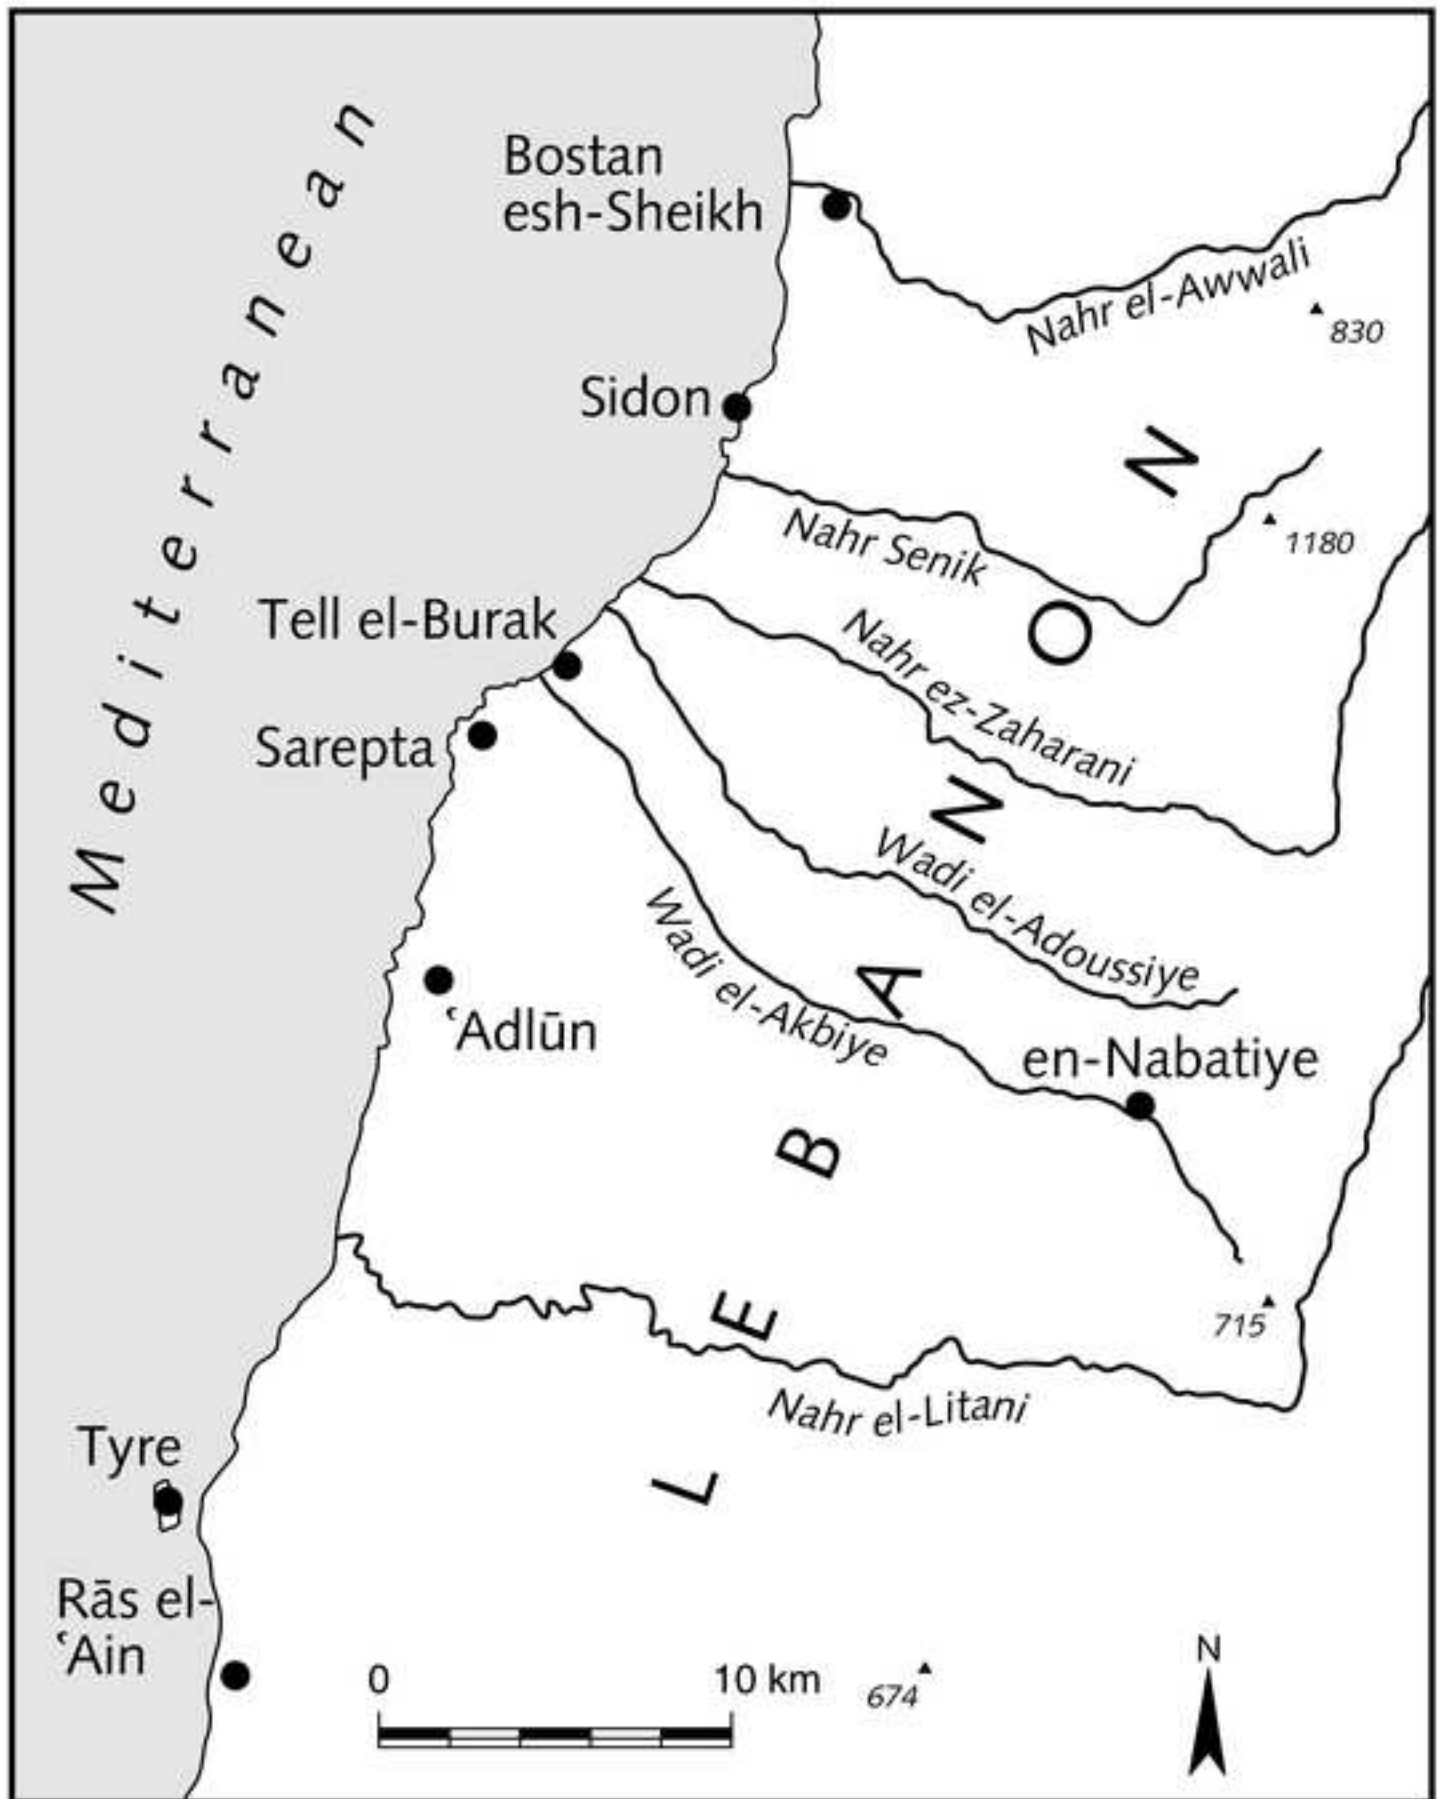 Mediterranean
Bostan
esh-Sheikh
Nahr el-Awwali
830
Sidon
1180
Nahr Senik
Tell el-Burak
Nahr ez-Zaharani
Sarepta
Wadi el-Adoussiye
Wadi el-Akbiye
ʿAdlūn
en-Nabatiye
LEBANON
715
Nahr el-Litani
Tyre
Rās el-
ʿAin
0 10 km
674
N